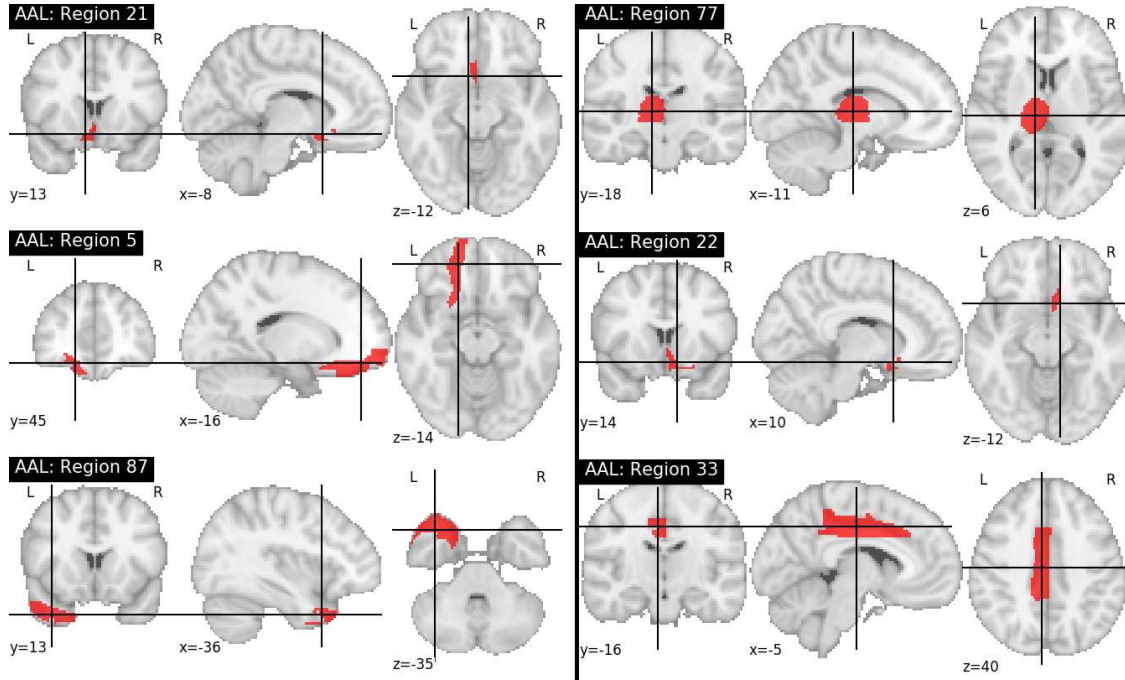 AAL: Region 21
L R L R
y=13 x=-8 z=-12
AAL: Region 5
L R L R
y=45 x=-16 z=-14
AAL: Region 87
L R L R
y=13 x=-36 z=-35
AAL: Region 77
L R L R
y=-18 x=-11 z=6
AAL: Region 22
L R L R
y=14 x=10 z=-12
AAL: Region 33
L R L R
y=-16 x=-5 z=40